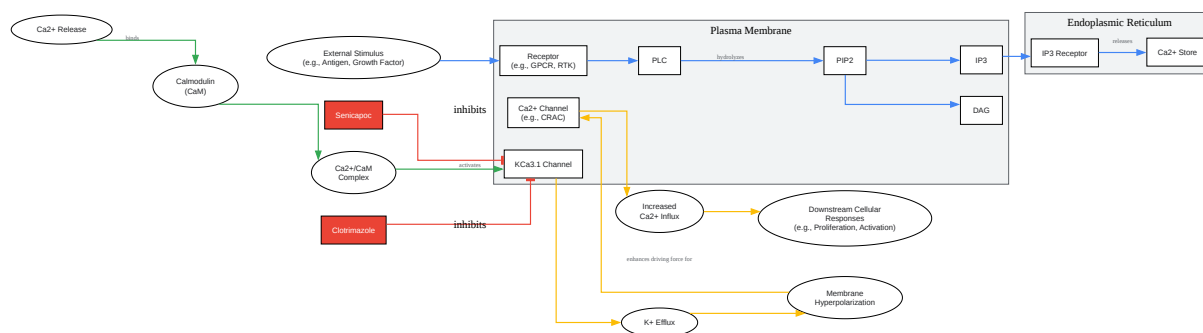 Ca2+ Release
binds
Calmodulin
(CaM)
External Stimulus
(e.g., Antigen, Growth Factor)
Plasma Membrane
Receptor
(e.g., GPCR, RTK)
PLC
hydrolyzes
PIP2
IP3
DAG
Endoplasmic Reticulum
IP3 Receptor
releases
Ca2+ Store
Senicapoc
inhibits
Ca2+ Channel
(e.g., CRAC)
Ca2+/CaM
Complex
activates
KCa3.1 Channel
Clotrimazole
inhibits
Increased
Ca2+ Influx
Downstream Cellular
Responses
(e.g., Proliferation, Activation)
enhances driving force for
Membrane
Hyperpolarization
K+ Efflux